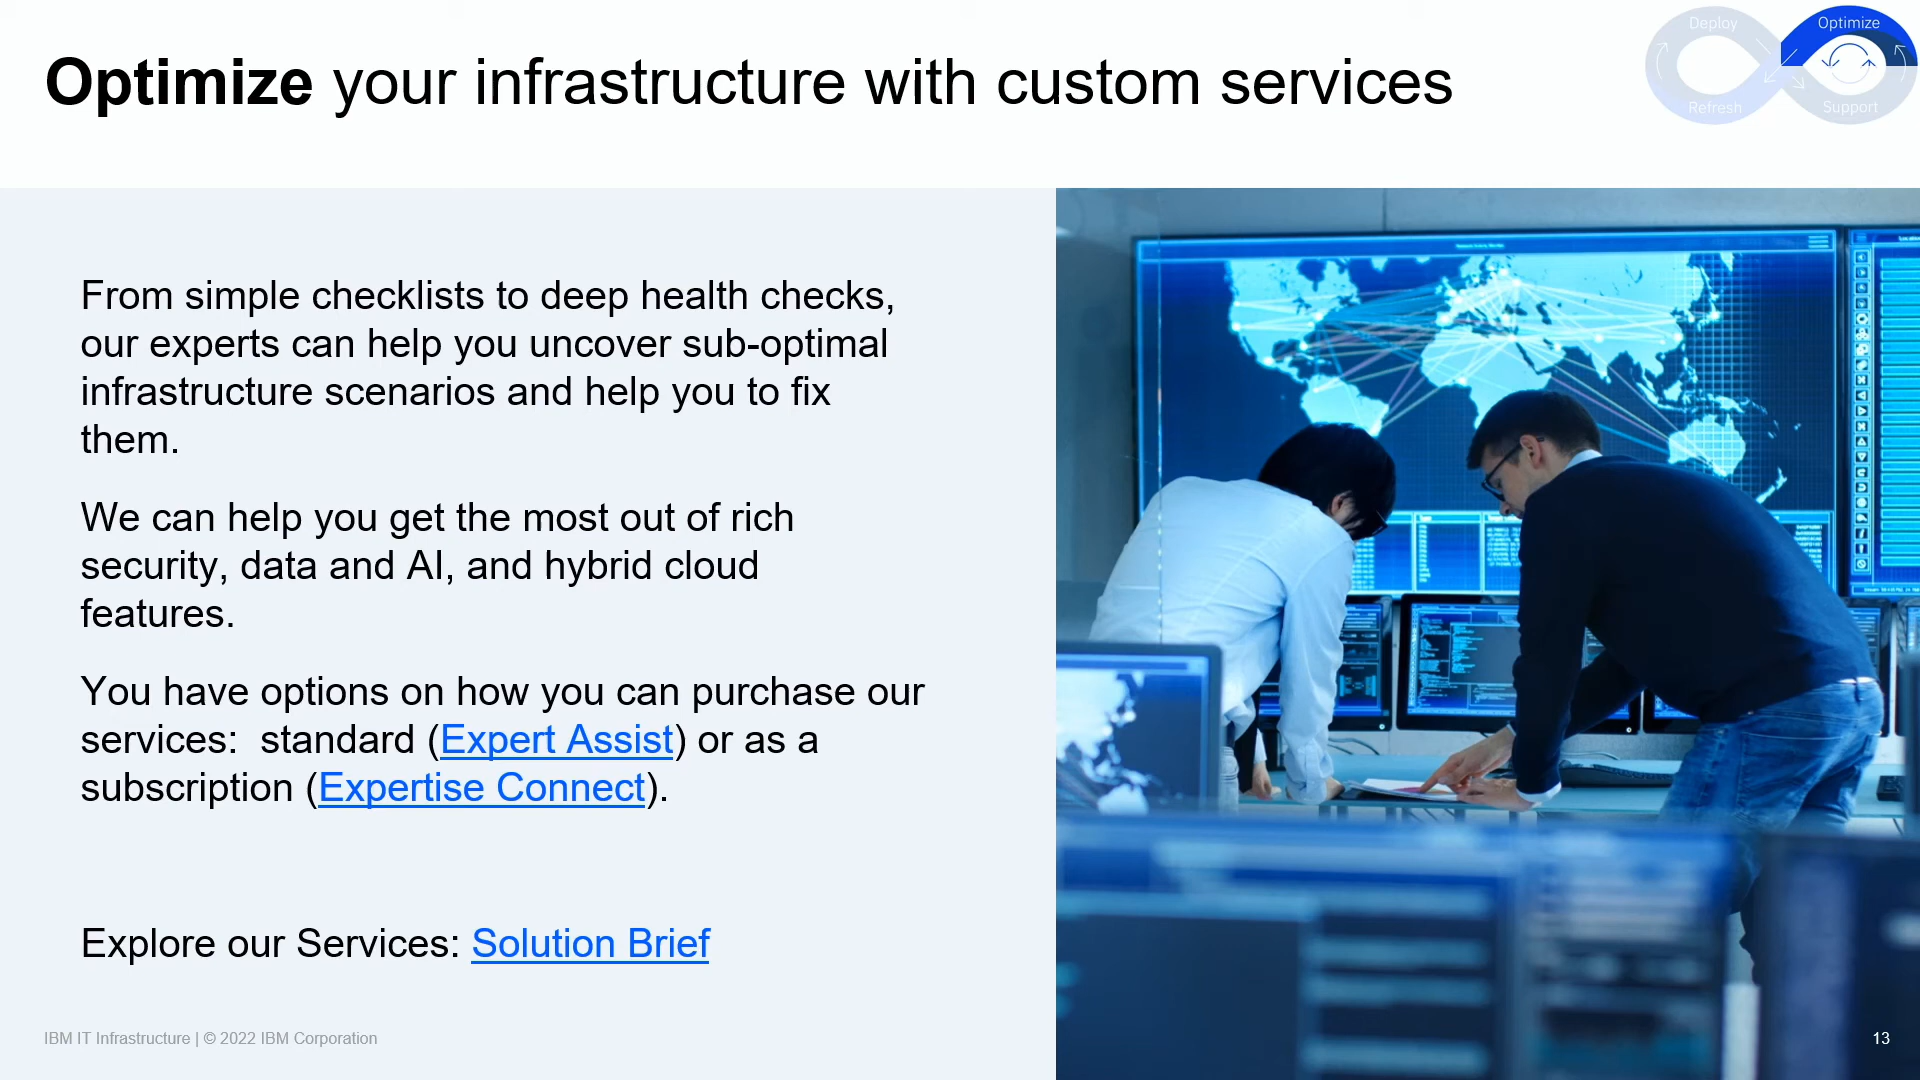 Optimize your infrastructure with custom services
Deploy
Optimize
Refresh
Support
From simple checklists to deep health checks,
our experts can help you uncover sub-optimal
infrastructure scenarios and help you to fix
them.
We can help you get the most out of rich
security, data and AI, and hybrid cloud
features.
You have options on how you can purchase our
services:  standard (Expert Assist) or as a
subscription (Expertise Connect).
Explore our Services: Solution Brief
IBM IT Infrastructure | © 2022 IBM Corporation
13